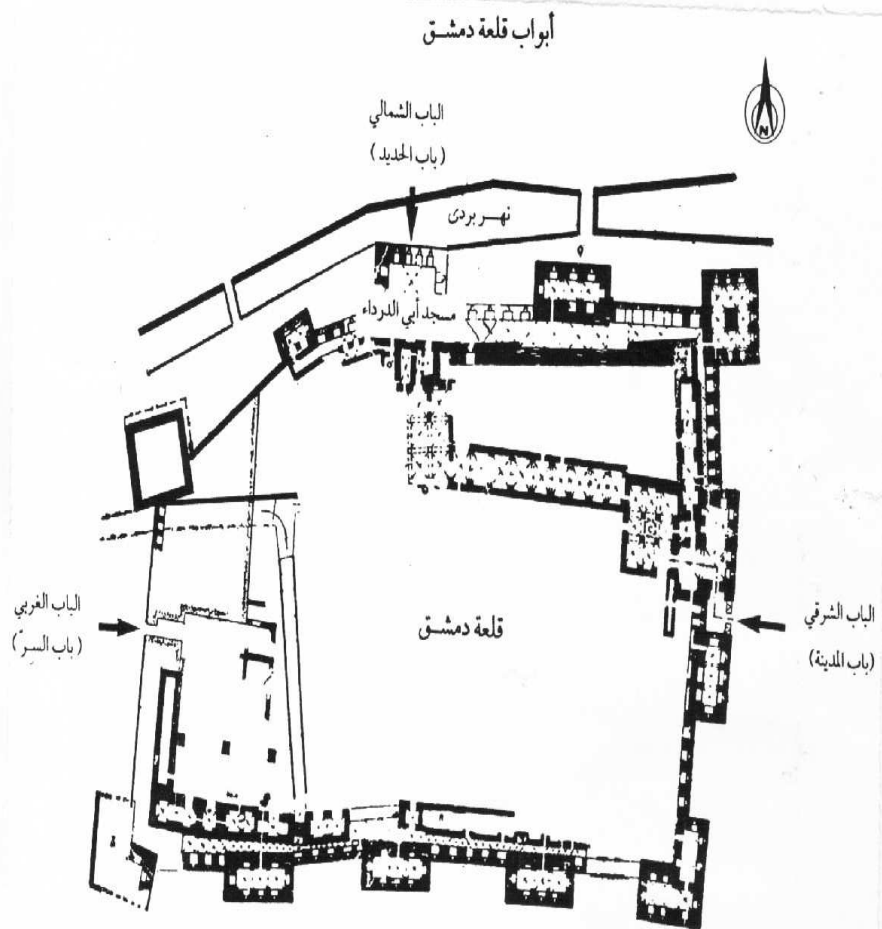 أبواب قلعة دمشق
الباب الشمالي
(باب الحديد)
N
نهر بردى
مسجد أبي الدرداء
الباب الغربي
(باب السرّ)
قلعة دمشق
الباب الشرقي
(باب المدينة)